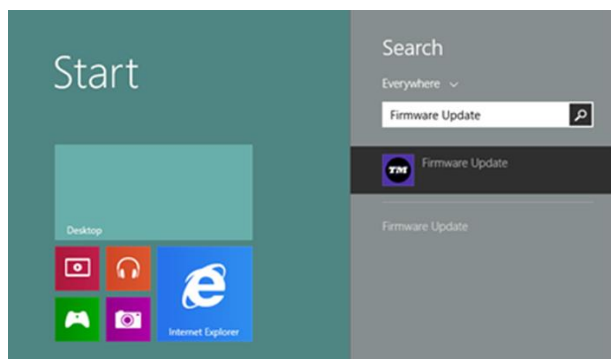 Start
Desktop
Internet Explorer
Search
Everywhere
Firmware Update
TM
Firmware Update
Firmware Update